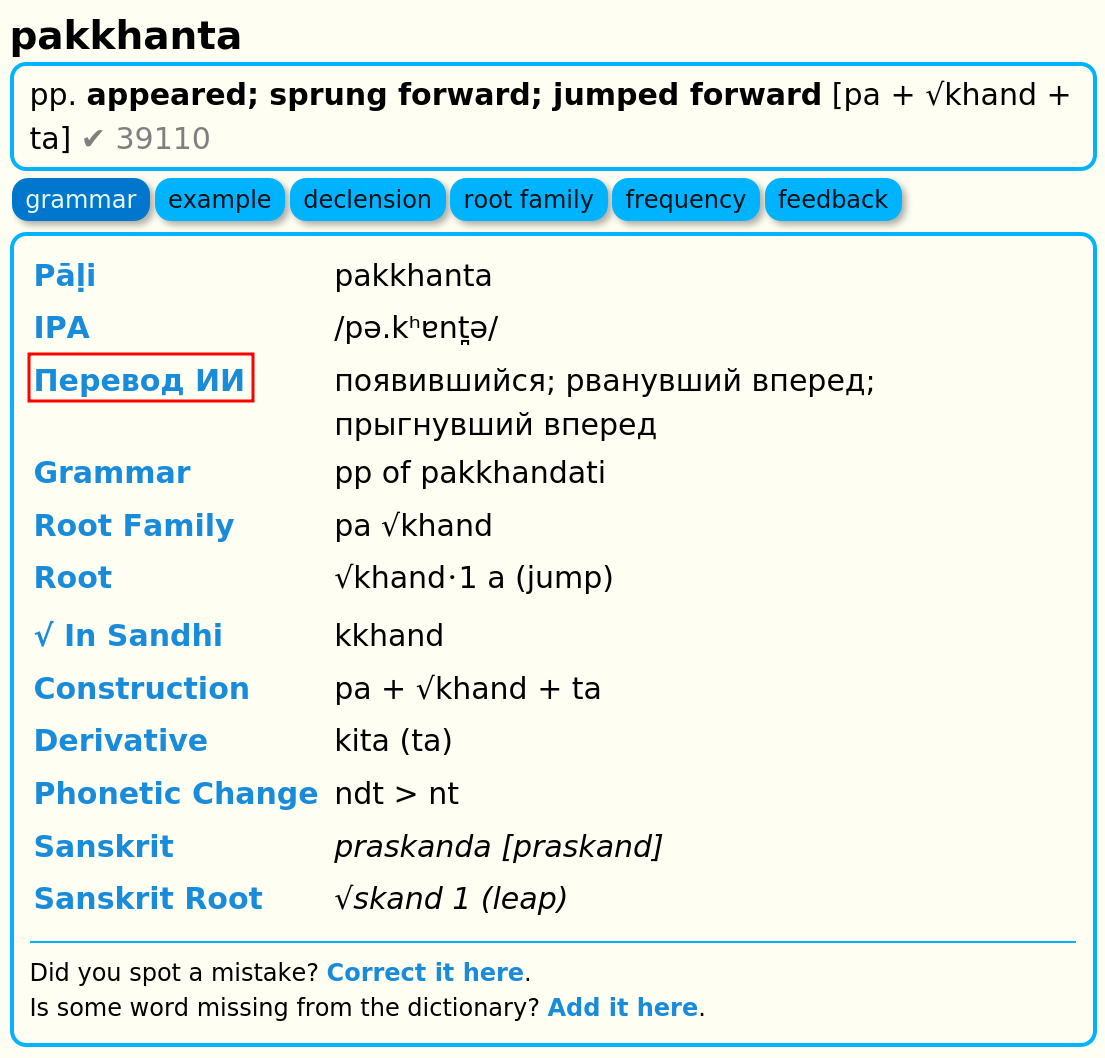 pakkhanta
pp. appeared; sprung forward; jumped forward [pa + √khand +
ta] ✔ 39110
grammar example declension root family frequency feedback
Pāḷi pakkhanta
IPA /pə.kʰɐnt̪ə/
Перевод ИИ появившийся; рванувший вперед;
прыгнувший вперед
Grammar pp of pakkhandati
Root Family pa √khand
Root √khand･1 a (jump)
√ In Sandhi kkhand
Construction pa + √khand + ta
Derivative kita (ta)
Phonetic Change ndt > nt
Sanskrit praskanda [praskand]
Sanskrit Root √skand 1 (leap)
Did you spot a mistake? Correct it here.
Is some word missing from the dictionary? Add it here.